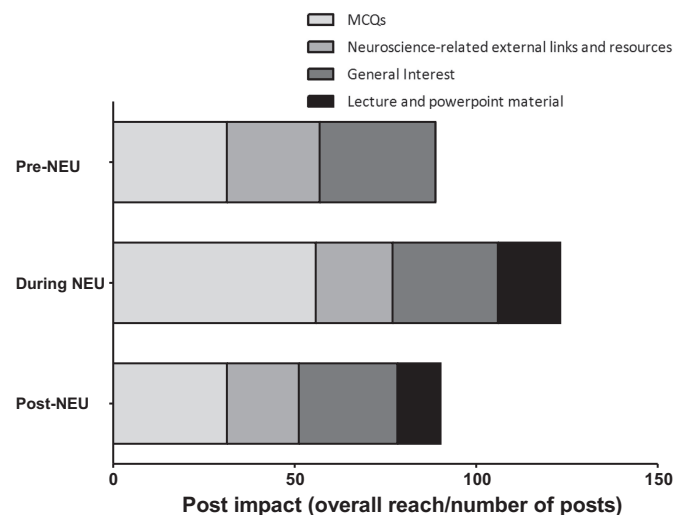 MCQs
Neuroscience-related external links and resources
General Interest
Lecture and powerpoint material
Pre-NEU
During NEU
Post-NEU
0 50 100 150
Post impact (overall reach/number of posts)